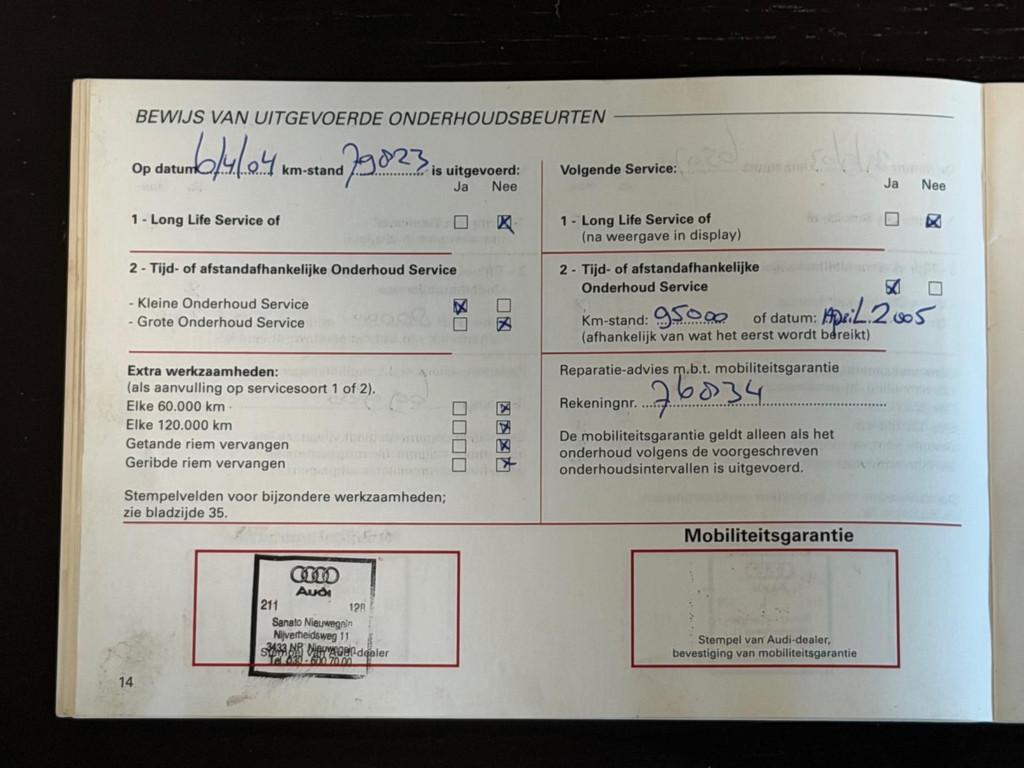 BEWIJS VAN UITGEVOERDE ONDERHOUDSBEURTEN
Op datum 6/4/04 km-stand 79823 is uitgevoerd:
Ja Nee
1 - Long Life Service of
2 - Tijd- of afstandafhankelijke Onderhoud Service
- Kleine Onderhoud Service
- Grote Onderhoud Service
Extra werkzaamheden:
(als aanvulling op servicesoort 1 of 2).
Elke 60.000 km
Elke 120.000 km
Getande riem vervangen
Geribde riem vervangen
Stempelvelden voor bijzondere werkzaamheden;
zie bladzijde 35.
Volgende Service:
Ja Nee
1 - Long Life Service of
(na weergave in display)
2 - Tijd- of afstandafhankelijke
Onderhoud Service
Km-stand: 95000 of datum: April 2005
(afhankelijk van wat het eerst wordt bereikt)
Reparatie-advies m.b.t. mobiliteitsgarantie
Rekeningnr. 76834
De mobiliteitsgarantie geldt alleen als het
onderhoud volgens de voorgeschreven
onderhoudsintervallen is uitgevoerd.
Audi
211 12R
Sanato Nieuwegein
Nijverheidsweg 11
3433 NP Nieuwegein
Stempel van Audi-dealer
Tel. 030 - 600 70 00
Mobiliteitsgarantie
Stempel van Audi-dealer,
bevestiging van mobiliteitsgarantie
14